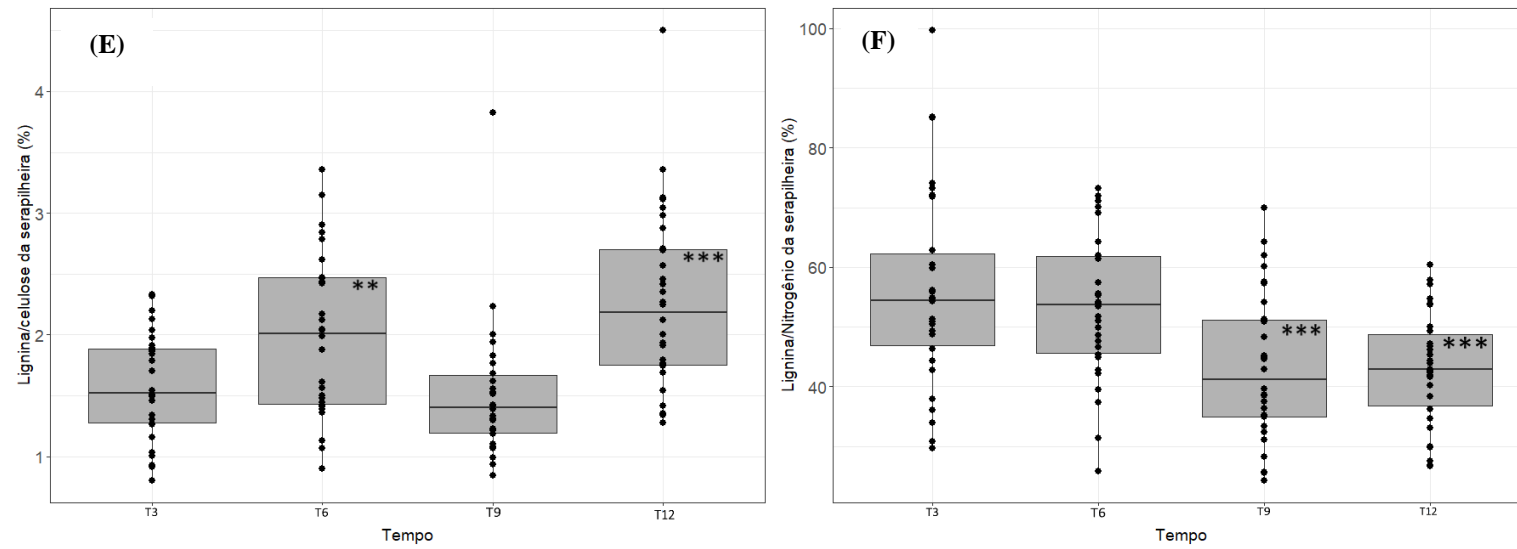 (E)
Lignina/celulose da serapilheira (%)
4
3
2
1
**
***
T3 T6 T9 T12
Tempo
(F)
Lignina/Nitrogênio da serapilheira (%)
100
80
60
40
***
***
T3 T6 T9 T12
Tempo